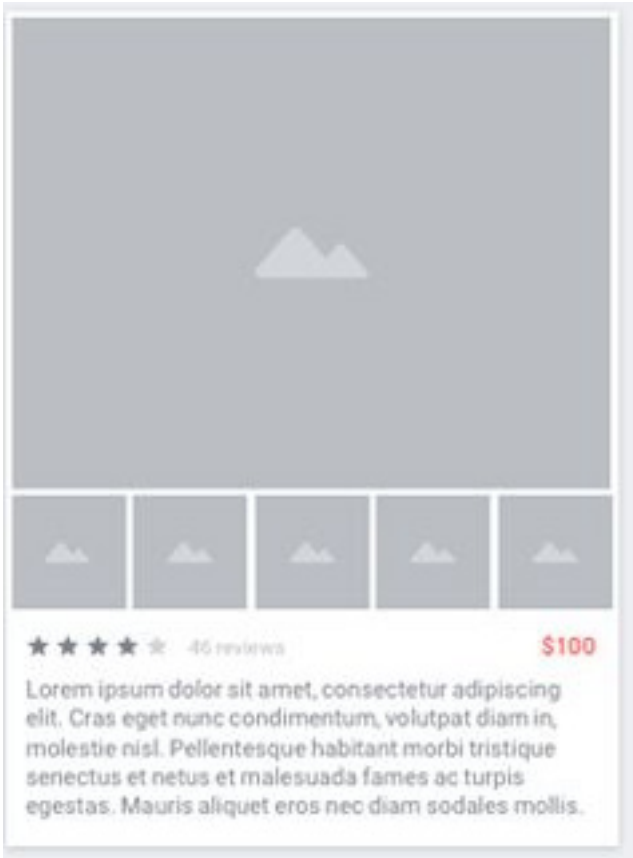 46 reviews
$100
Lorem ipsum dolor sit amet, consectetur adipiscing
elit. Cras eget nunc condimentum, volutpat diam in,
molestie nisl. Pellentesque habitant morbi tristique
senectus et netus et malesuada fames ac turpis
egestas. Mauris aliquet eros nec diam sodales mollis.